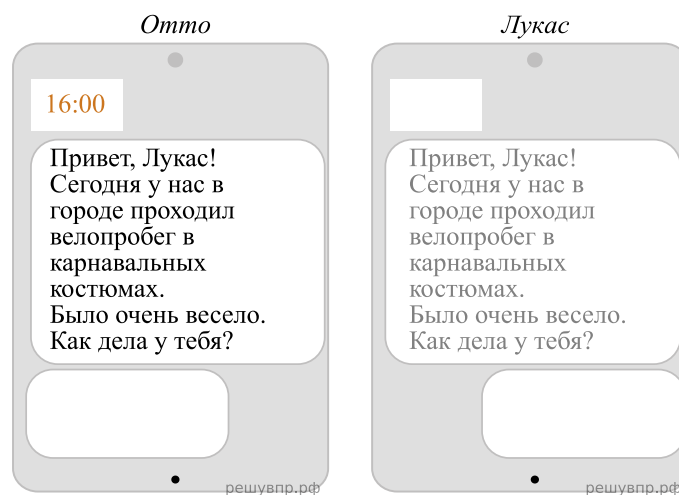 Отто
16:00
Привет, Лукас!
Сегодня у нас в
городе проходил
велопробег в
карнавальных
костюмах.
Было очень весело.
Как дела у тебя?
решувпр.рф
Лукас
Привет, Лукас!
Сегодня у нас в
городе проходил
велопробег в
карнавальных
костюмах.
Было очень весело.
Как дела у тебя?
решувпр.рф